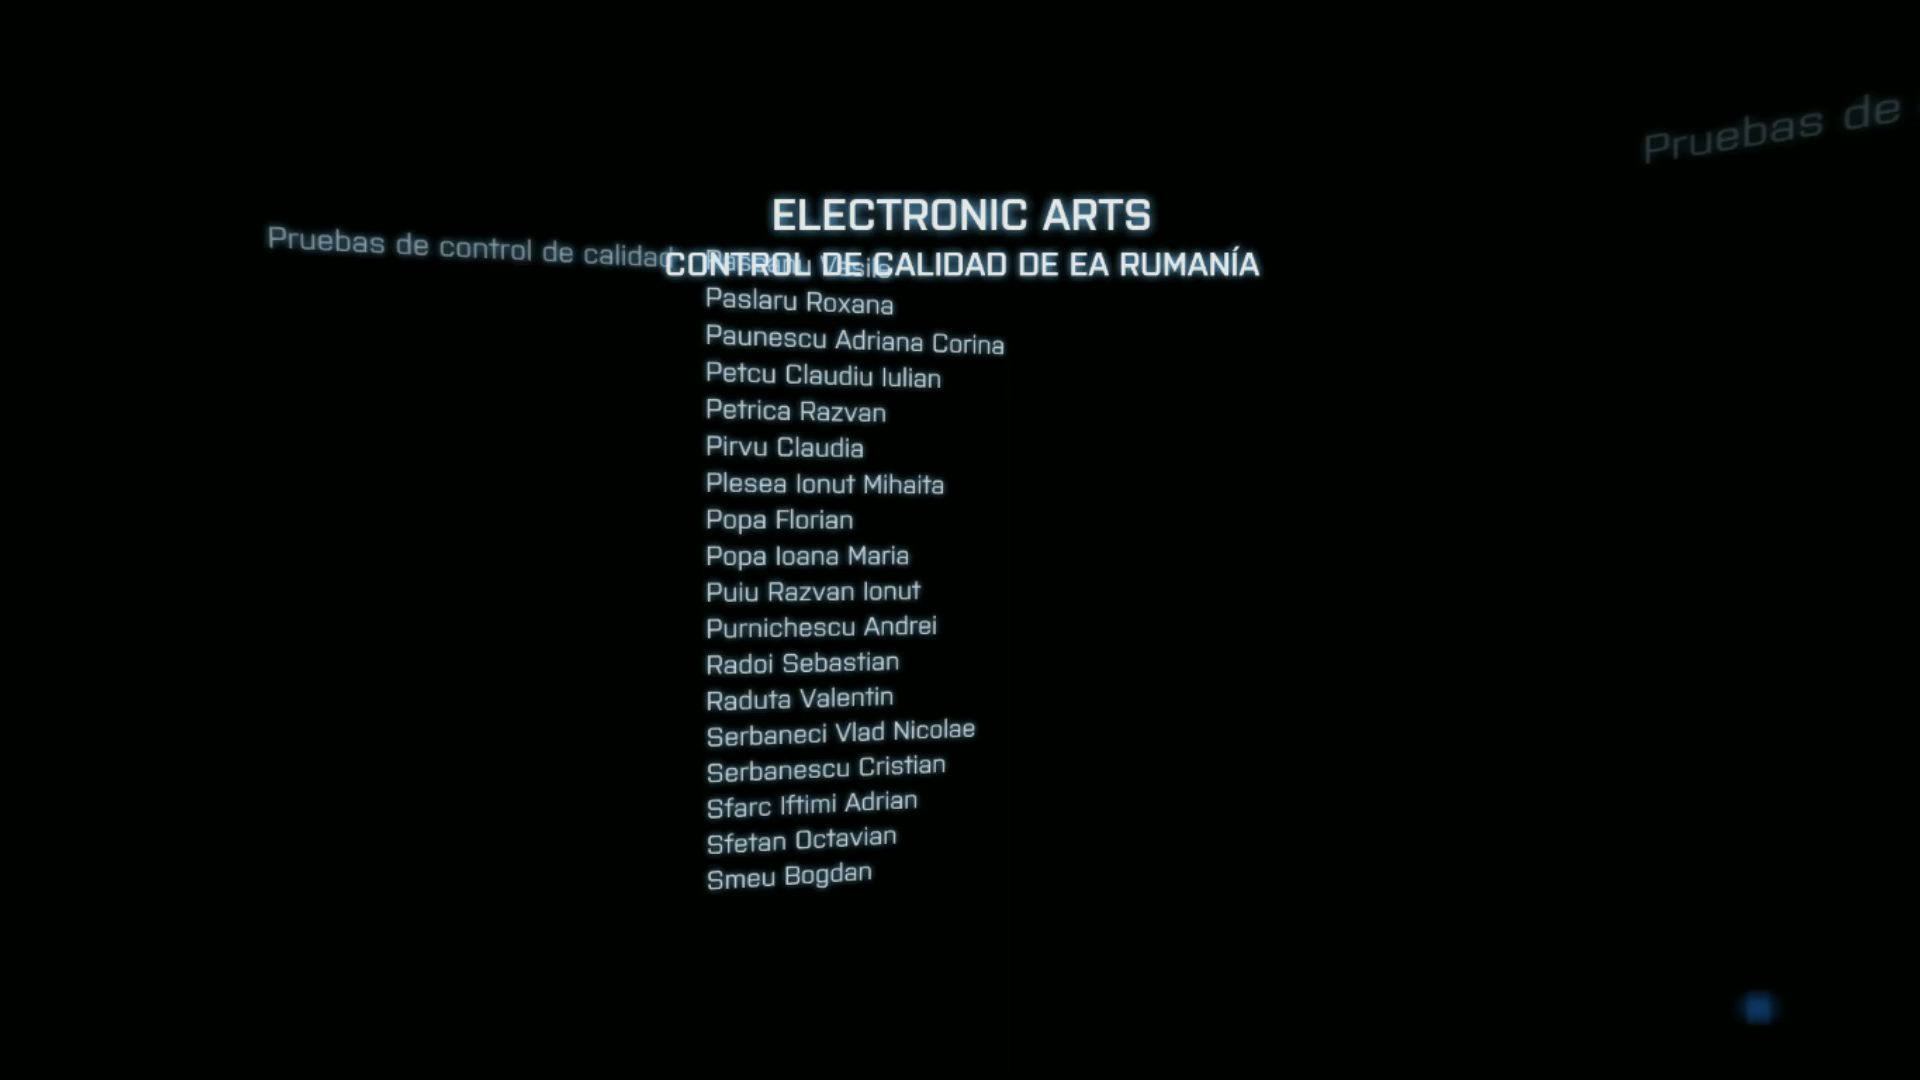 Pruebas de
ELECTRONIC ARTS
CONTROL DE CALIDAD DE EA RUMANÍA
Pruebas de control de calidad
Vasile
Paslaru Roxana
Paunescu Adriana Corina
Petcu Claudiu Iulian
Petrica Razvan
Pirvu Claudia
Plesea Ionut Mihaita
Popa Florian
Popa Ioana Maria
Puiu Razvan Ionut
Purnichescu Andrei
Radoi Sebastian
Raduta Valentin
Serbaneci Vlad Nicolae
Serbanescu Cristian
Sfarc Iftimi Adrian
Sfetan Octavian
Smeu Bogdan